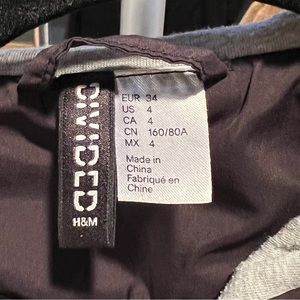 DIVIDED
H&M
EUR 34
US 4
CA 4
CN 160/80A
MX 4
Made in
China
Fabriqué en
Chine